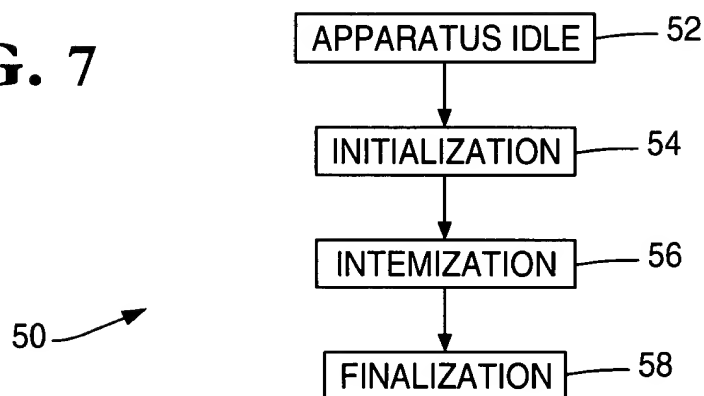 G. 7
APPARATUS IDLE 52
INITIALIZATION 54
INTEMIZATION 56
50
FINALIZATION 58